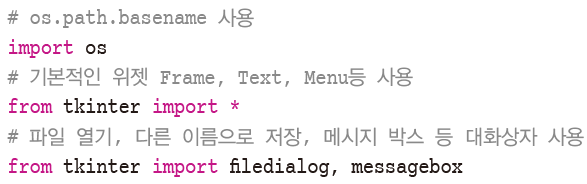 # os.path.basename 사용
import os
# 기본적인 위젯 Frame, Text, Menu등 사용
from tkinter import *
# 파일 열기, 다른 이름으로 저장, 메시지 박스 등 대화상자 사용
from tkinter import filedialog, messagebox